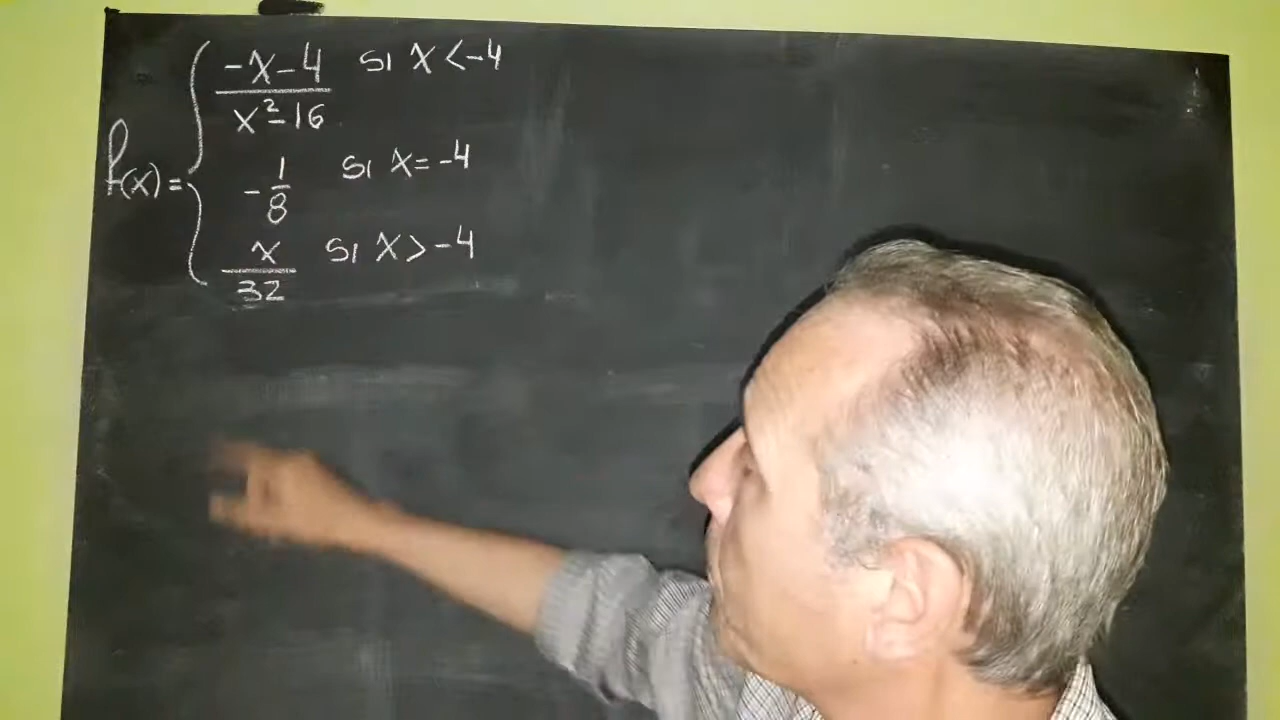 -x-4 si x<-4
x²-16
f(x)=
-1/8 si x=-4
x si x>-4
32